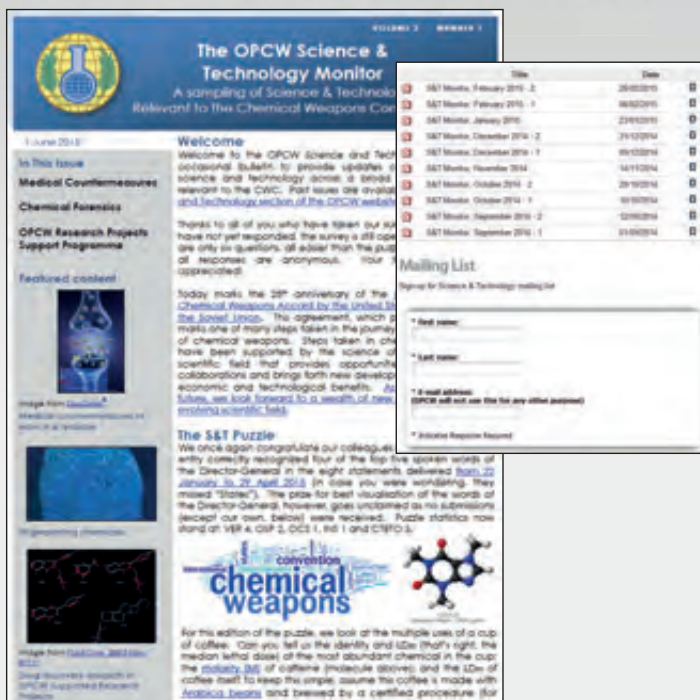 VOLUME 2 NUMBER 1
The OPCW Science &
Technology Monitor
A sampling of Science &
Relevant to the Chemical Weapons
1 June 2015
In This Issue
Medical Countermeasures
Chemical Forensics
OPCW Research Projects
Support Programme
Featured content
Image from
Welcome
Welcome to the OPCW Science and
occasional bulletin to provide updates
science and technology across a broad
relevant to the CWC. Past issues are
and Technology section of the OPCW website
Thanks to all of you who have taken our
have not yet responded, the survey is still
are only six questions, all easier than the
all responses are anonymous. Your
appreciated!
Today marks the 25th anniversary of the
Chemical Weapons Accord by the United
the Soviet Union. This agreement, which
marks one of many steps taken in the journey
of chemical weapons. Steps taken in
have been supported by the science of
scientific field that provides
collaborations and brings forth new
economic and technological benefits.
future, we look forward to a wealth of new
evolving scientific field.
The S&T Puzzle
We once again congratulate our colleagues
entry correctly recognized four of the top five spoken words of
the Director-General in the eight statements delivered from 22
January to 29 April 2015 (in case you were wondering, they
missed "States"). The prize for best visualisation of the words of
the Director-General, however, goes unclaimed as no submissions
(except our own, below) were received. Puzzle statistics now
stand at: VER 4, OSP 2, OCS 1, INS 1 and CTBTO 3.
convention
chemical
weapons
For this edition of the puzzle, we look at the multiple uses of a cup
of coffee. Can you tell us the identity and LD50 (that's right, the
median lethal dose) of the most abundant chemical in the cup;
the molarity (M) of caffeine (molecule above); and the LD50 of
coffee itself to keep this simple, assume this coffee is made with
Arabica beans and brewed by a certified procedure (for
Title Date
S&T Monitor, February 2015 - 2
S&T Monitor, February 2015 - 1
S&T Monitor, January 2015
S&T Monitor, December 2014 - 2
S&T Monitor, December 2014 - 1
S&T Monitor, November 2014
S&T Monitor, October 2014 - 2
S&T Monitor, October 2014 - 1
S&T Monitor, September 2014 - 2
S&T Monitor, September 2014 - 1
Mailing List
Sign up for Science & Technology mailing list
* First name:
* Last name:
* E-mail address:
(OPCW will not use this for any other purpose)
* Indicates Response Required